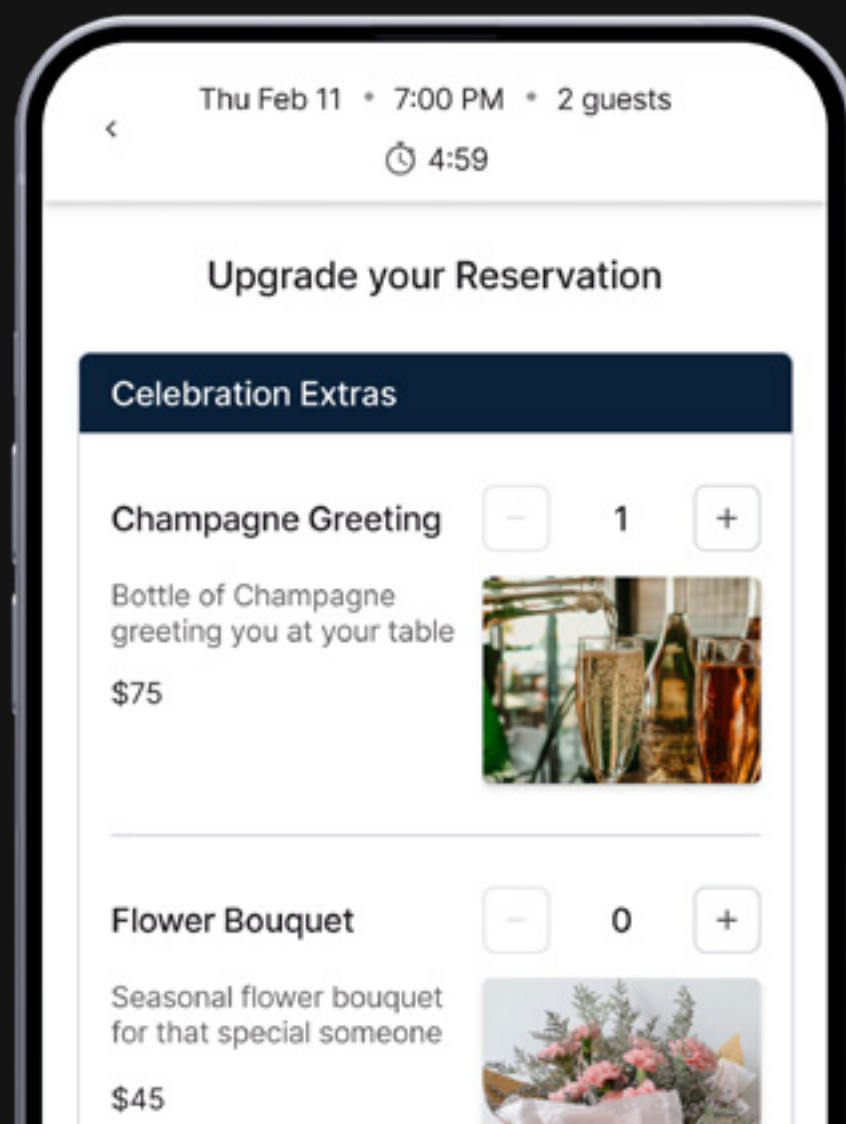 Thu Feb 11 • 7:00 PM • 2 guests
4:59
Upgrade your Reservation
Celebration Extras
Champagne Greeting
1
Bottle of Champagne
greeting you at your table
$75
Flower Bouquet
0
Seasonal flower bouquet
for that special someone
$45